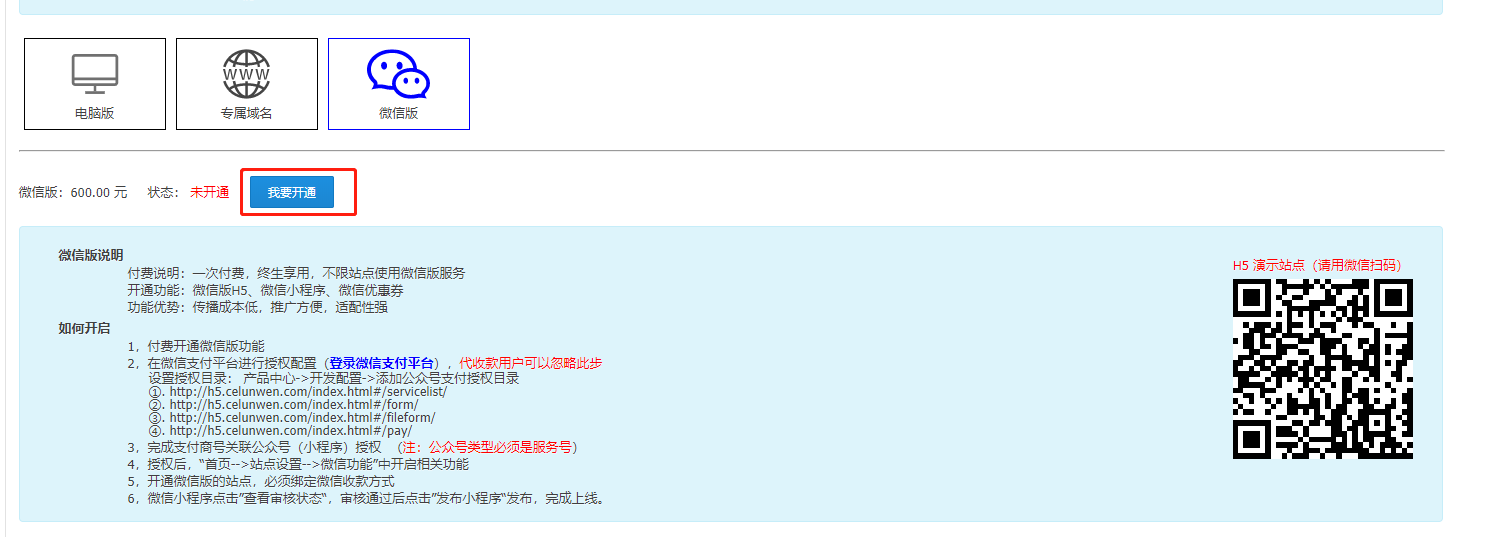 WWW
电脑版
专属域名
微信版
微信版：600.00 元 状态： 未开通 我要开通
微信版说明
付费说明：一次付费，终生享用，不限站点使用微信版服务
开通功能：微信版H5、微信小程序、微信优惠券
功能优势：传播成本低，推广方便，适配性强
如何开启
1，付费开通微信版功能
2，在微信支付平台进行授权配置（登录微信支付平台），代收款用户可以忽略此步
设置授权目录： 产品中心->开发配置->添加公众号支付授权目录
①. http://h5.celunwen.com/index.html#/servicelist/
②. http://h5.celunwen.com/index.html#/form/
③. http://h5.celunwen.com/index.html#/fileform/
④. http://h5.celunwen.com/index.html#/pay/
3，完成支付商号关联公众号（小程序）授权 （注：公众号类型必须是服务号）
4，授权后，“首页-->站点设置-->微信功能”中开启相关功能
5，开通微信版的站点，必须绑定微信收款方式
6，微信小程序点击”查看审核状态“，审核通过后点击”发布小程序“发布，完成上线。
H5 演示站点（请用微信扫码）